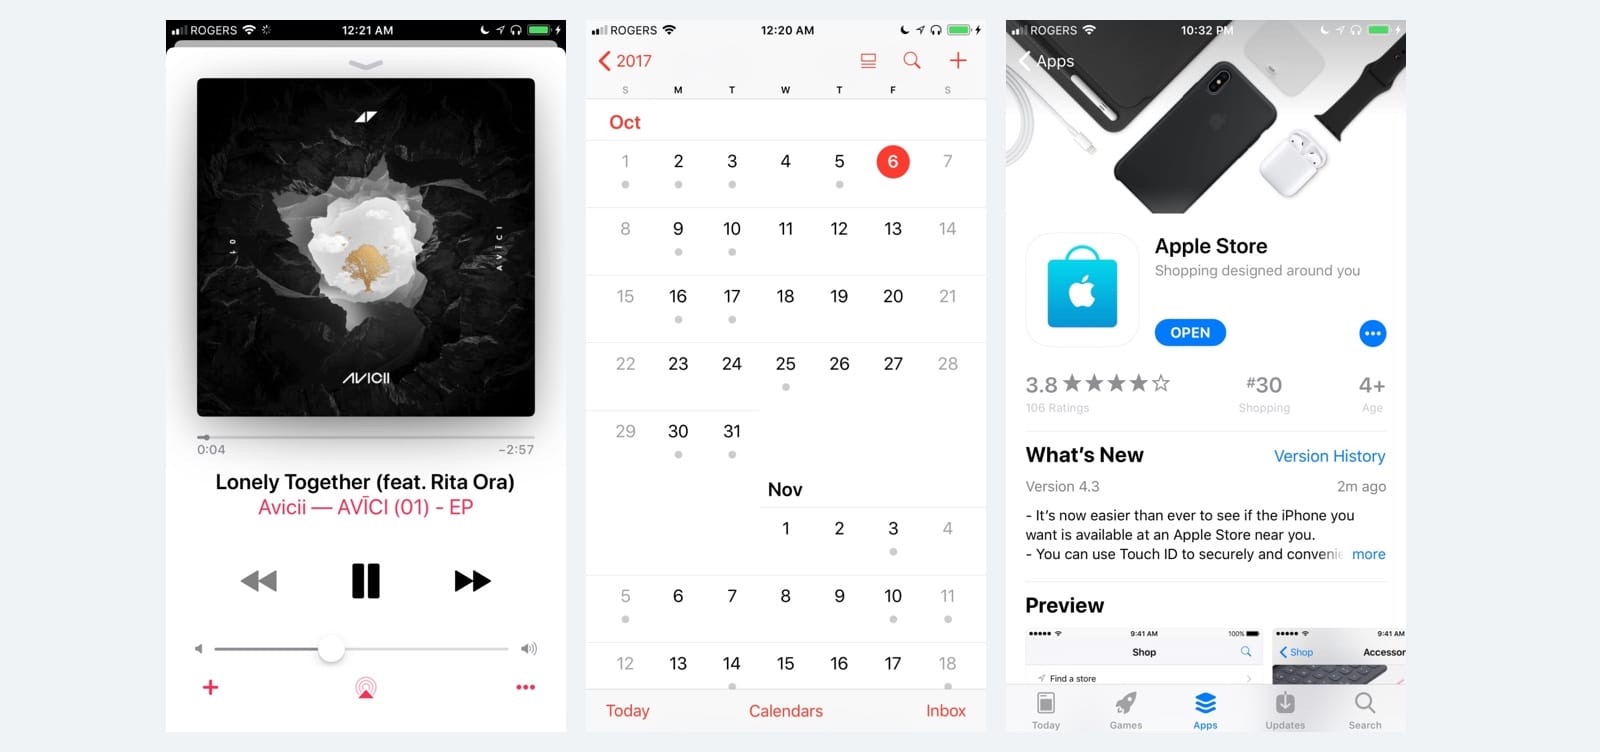 ROGERS 12:21 AM
AVICII
01
AVĪCI
0:04 -2:57
Lonely Together (feat. Rita Ora)
Avicii — AVĪCI (01) - EP
ROGERS 12:20 AM
2017
S M T W T F S
Oct
1 2 3 4 5 6 7
8 9 10 11 12 13 14
15 16 17 18 19 20 21
22 23 24 25 26 27 28
29 30 31
Nov
1 2 3 4
5 6 7 8 9 10 11
12 13 14 15 16 17 18
Today Calendars Inbox
ROGERS 10:32 PM
Apps
Apple Store
Shopping designed around you
OPEN
3.8 ★★★★☆ #30 4+
106 Ratings Shopping Age
What's New Version History
Version 4.3 2m ago
- It's now easier than ever to see if the iPhone you
want is available at an Apple Store near you.
- You can use Touch ID to securely and convenie more
Preview
9:41 AM 100% 9:41 AM
Shop Shop Accessor
Find a store
Today Games Apps Updates Search